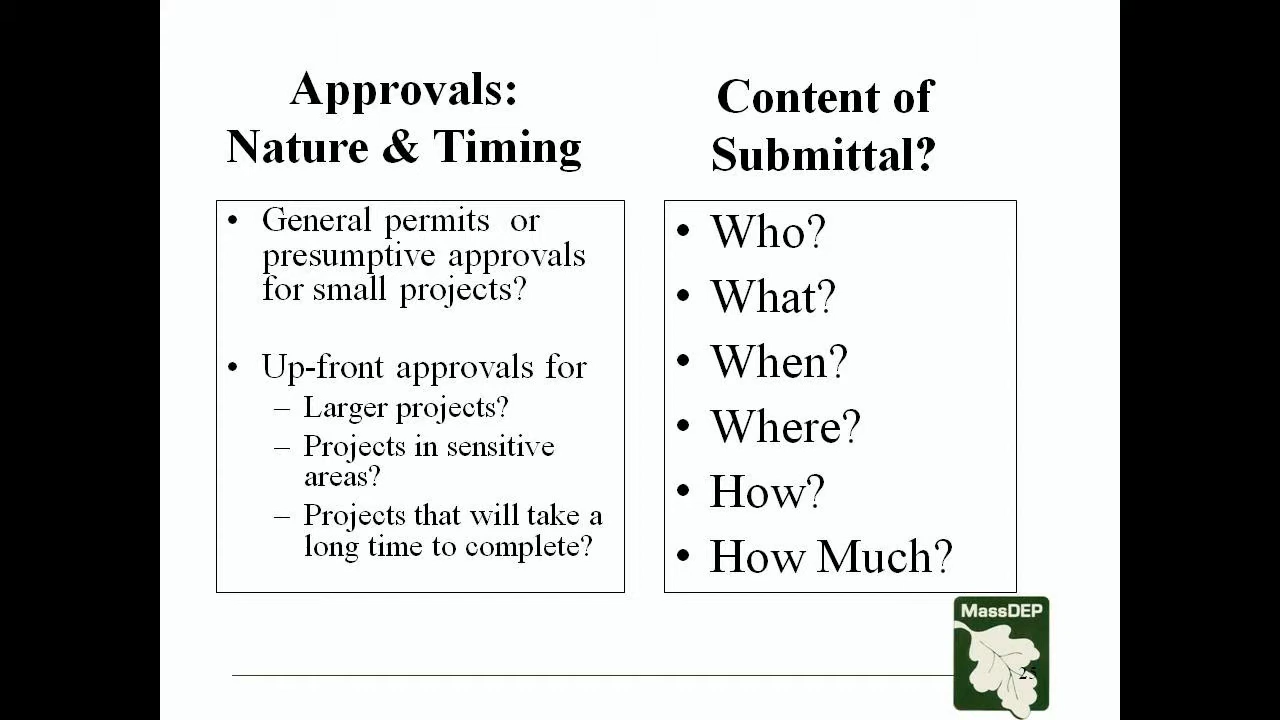 Approvals:
Nature & Timing
• General permits or
presumptive approvals
for small projects?
• Up-front approvals for
– Larger projects?
– Projects in sensitive
areas?
– Projects that will take a
long time to complete?
Content of
Submittal?
• Who?
• What?
• When?
• Where?
• How?
• How Much?
MassDEP
25